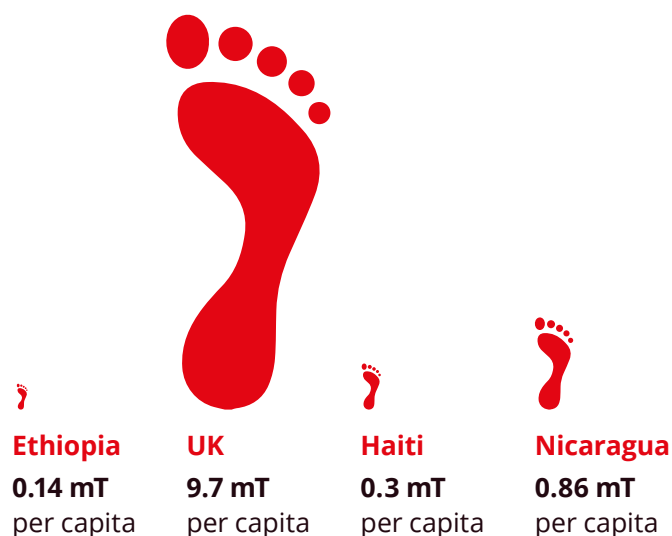 Ethiopia
0.14 mT
per capita
UK
9.7 mT
per capita
Haiti
0.3 mT
per capita
Nicaragua
0.86 mT
per capita